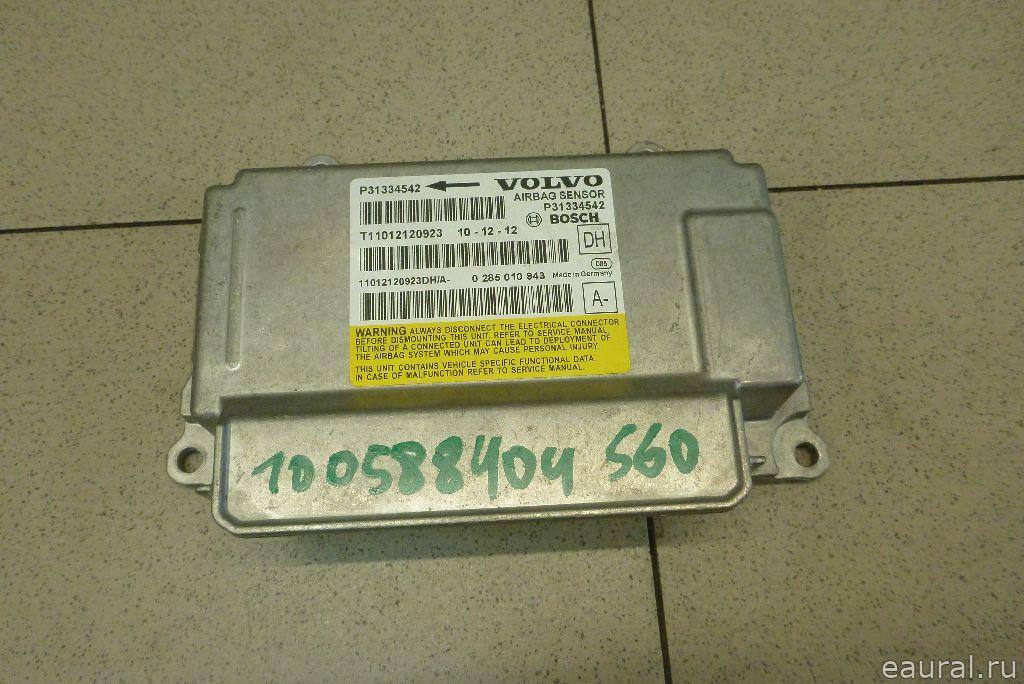 P31334542 VOLVO
AIRBAG SENSOR
P31334542
BOSCH
T11012120923 10 - 12 - 12
DH
085
11012120923DH/A- 0 285 010 943 Made in Germany
A-
WARNING ALWAYS DISCONNECT THE ELECTRICAL CONNECTOR
BEFORE DISMOUNTING THIS UNIT. REFER TO SERVICE MANUAL.
TILTING OF A CONNECTED UNIT CAN LEAD TO DEPLOYMENT OF
THE AIRBAG SYSTEM WHICH MAY CAUSE PERSONAL INJURY.
THIS UNIT CONTAINS VEHICLE SPECIFIC FUNCTIONAL DATA.
IN CASE OF MALFUNCTION REFER TO SERVICE MANUAL.
100588404 S60
eaural.ru